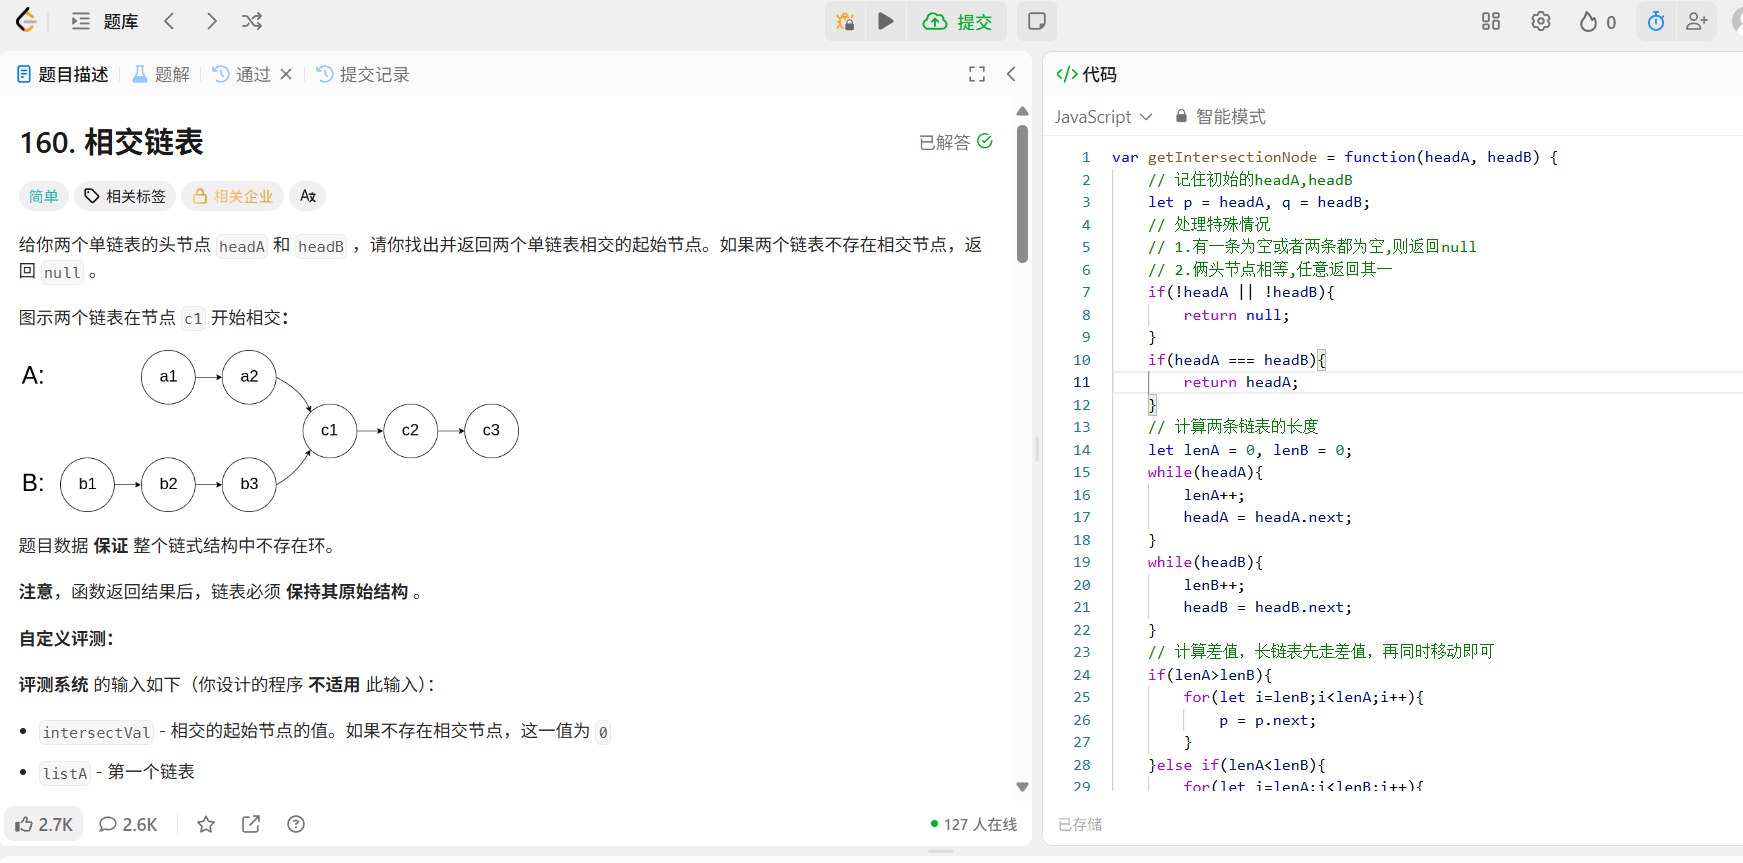 题库
提交
0
题目描述
题解
通过
提交记录
160. 相交链表
已解答
简单
相关标签
相关企业
给你两个单链表的头节点 headA 和 headB ，请你找出并返回两个单链表相交的起始节点。如果两个链表不存在相交节点，返
回 null 。
图示两个链表在节点 c1 开始相交：
A:
a1
a2
c1
c2
c3
B:
b1
b2
b3
题目数据 保证 整个链式结构中不存在环。
注意，函数返回结果后，链表必须 保持其原始结构 。
自定义评测：
评测系统 的输入如下（你设计的程序 不适用 此输入）：
• intersectVal - 相交的起始节点的值。如果不存在相交节点，这一值为 0
• listA - 第一个链表
2.7K
2.6K
127 人在线
</> 代码
JavaScript
智能模式
1 var getIntersectionNode = function(headA, headB) {
2 // 记住初始的headA,headB
3 let p = headA, q = headB;
4 // 处理特殊情况
5 // 1.有一条为空或者两条都为空,则返回null
6 // 2.俩头节点相等,任意返回其一
7 if(!headA || !headB){
8 return null;
9 }
10 if(headA === headB){
11 return headA;
12 }
13 // 计算两条链表的长度
14 let lenA = 0, lenB = 0;
15 while(headA){
16 lenA++;
17 headA = headA.next;
18 }
19 while(headB){
20 lenB++;
21 headB = headB.next;
22 }
23 // 计算差值，长链表先走差值，再同时移动即可
24 if(lenA>lenB){
25 for(let i=lenB;i<lenA;i++){
26 p = p.next;
27 }
28 }else if(lenA<lenB){
29 for(let i=lenA;i<lenB;i++){
已存储